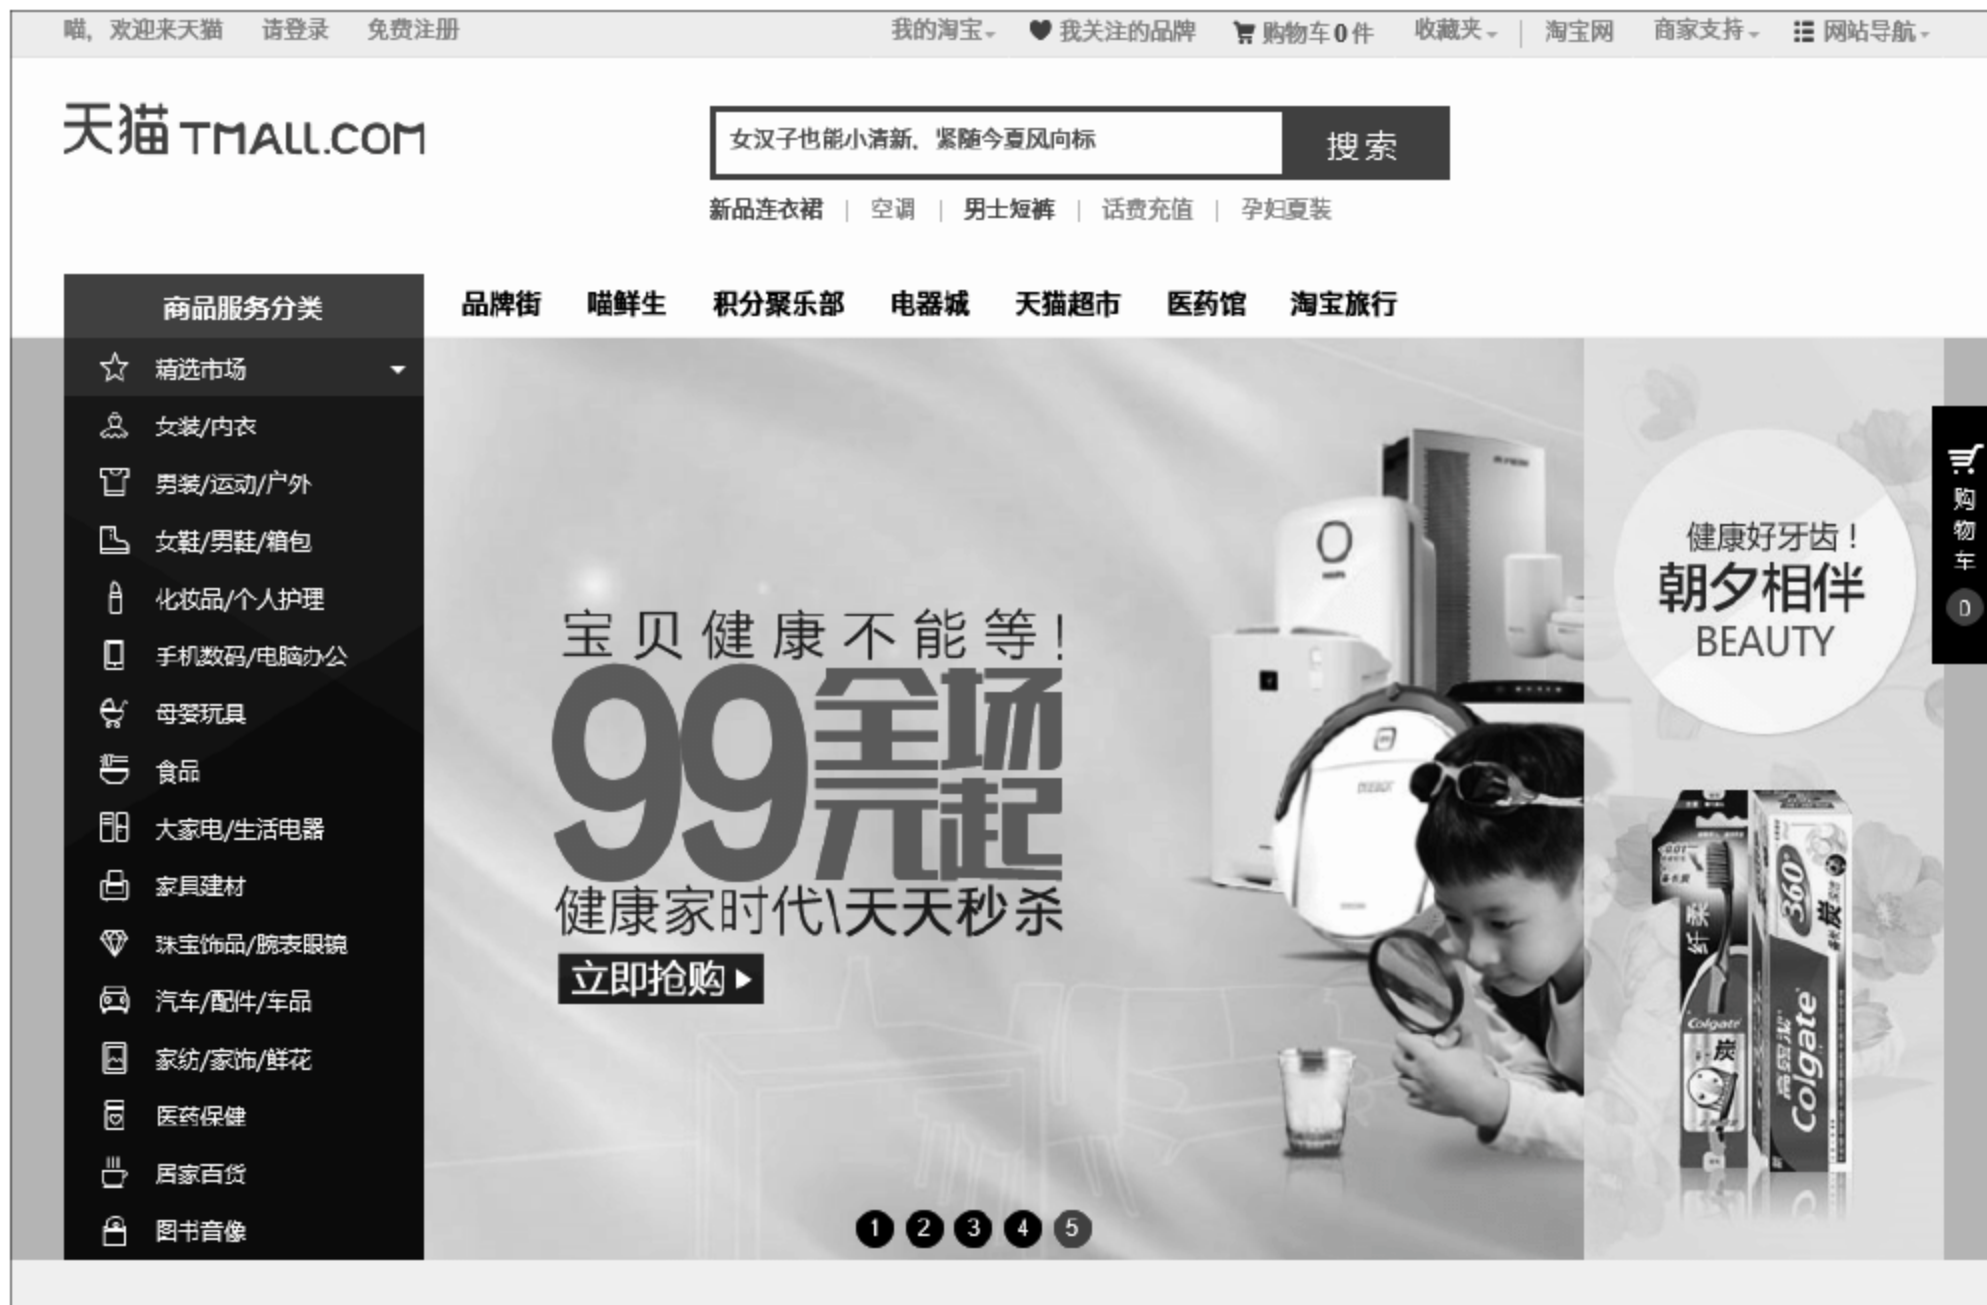 喵，欢迎来天猫 请登录 免费注册 我的淘宝 我关注的品牌 购物车0件 收藏夹 淘宝网 商家支持 网站导航
天猫 TMALL.COM
女汉子也能小清新，紧随今夏风向标 搜索
新品连衣裙 | 空调 | 男士短裤 | 话费充值 | 孕妇夏装
商品服务分类 品牌街 喵鲜生 积分聚乐部 电器城 天猫超市 医药馆 淘宝旅行
精选市场
女装/内衣
男装/运动/户外
女鞋/男鞋/箱包
化妆品/个人护理
手机数码/电脑办公
母婴玩具
食品
大家电/生活电器
家具建材
珠宝饰品/腕表眼镜
汽车/配件/车品
家纺/家饰/鲜花
医药保健
居家百货
图书音像
宝贝健康不能等！
99全场
元起
健康家时代\天天秒杀
立即抢购
1 2 3 4 5
健康好牙齿！
朝夕相伴
BEAUTY
纤柔
Colgate
炭
360°
炭
Colgate
购物车
0